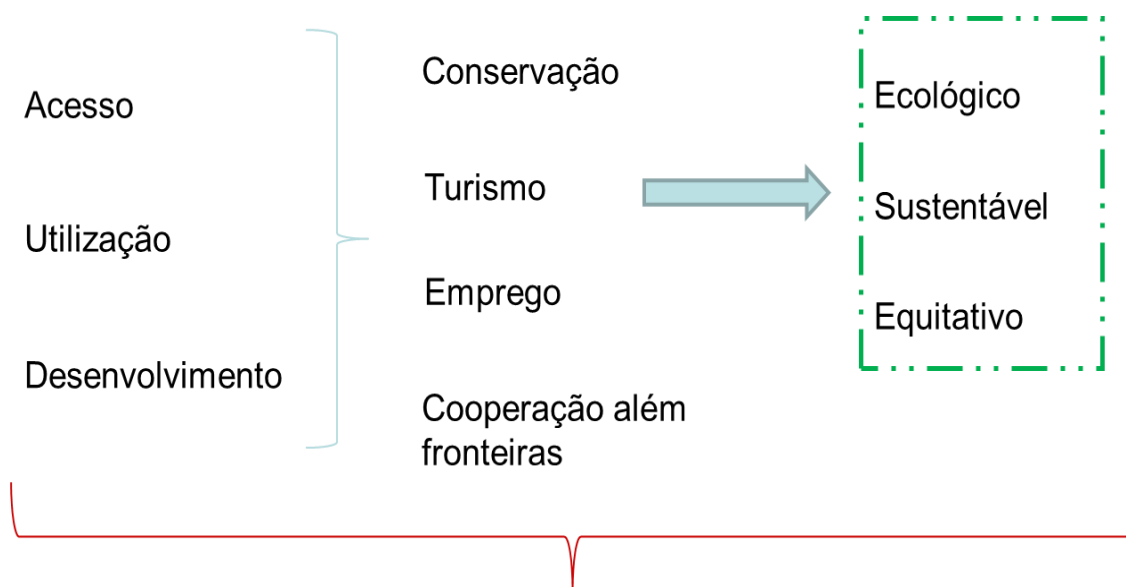 Acesso
Utilização
Desenvolvimento
Conservação
Turismo
Emprego
Cooperação além
fronteiras
Ecológico
Sustentável
Equitativo